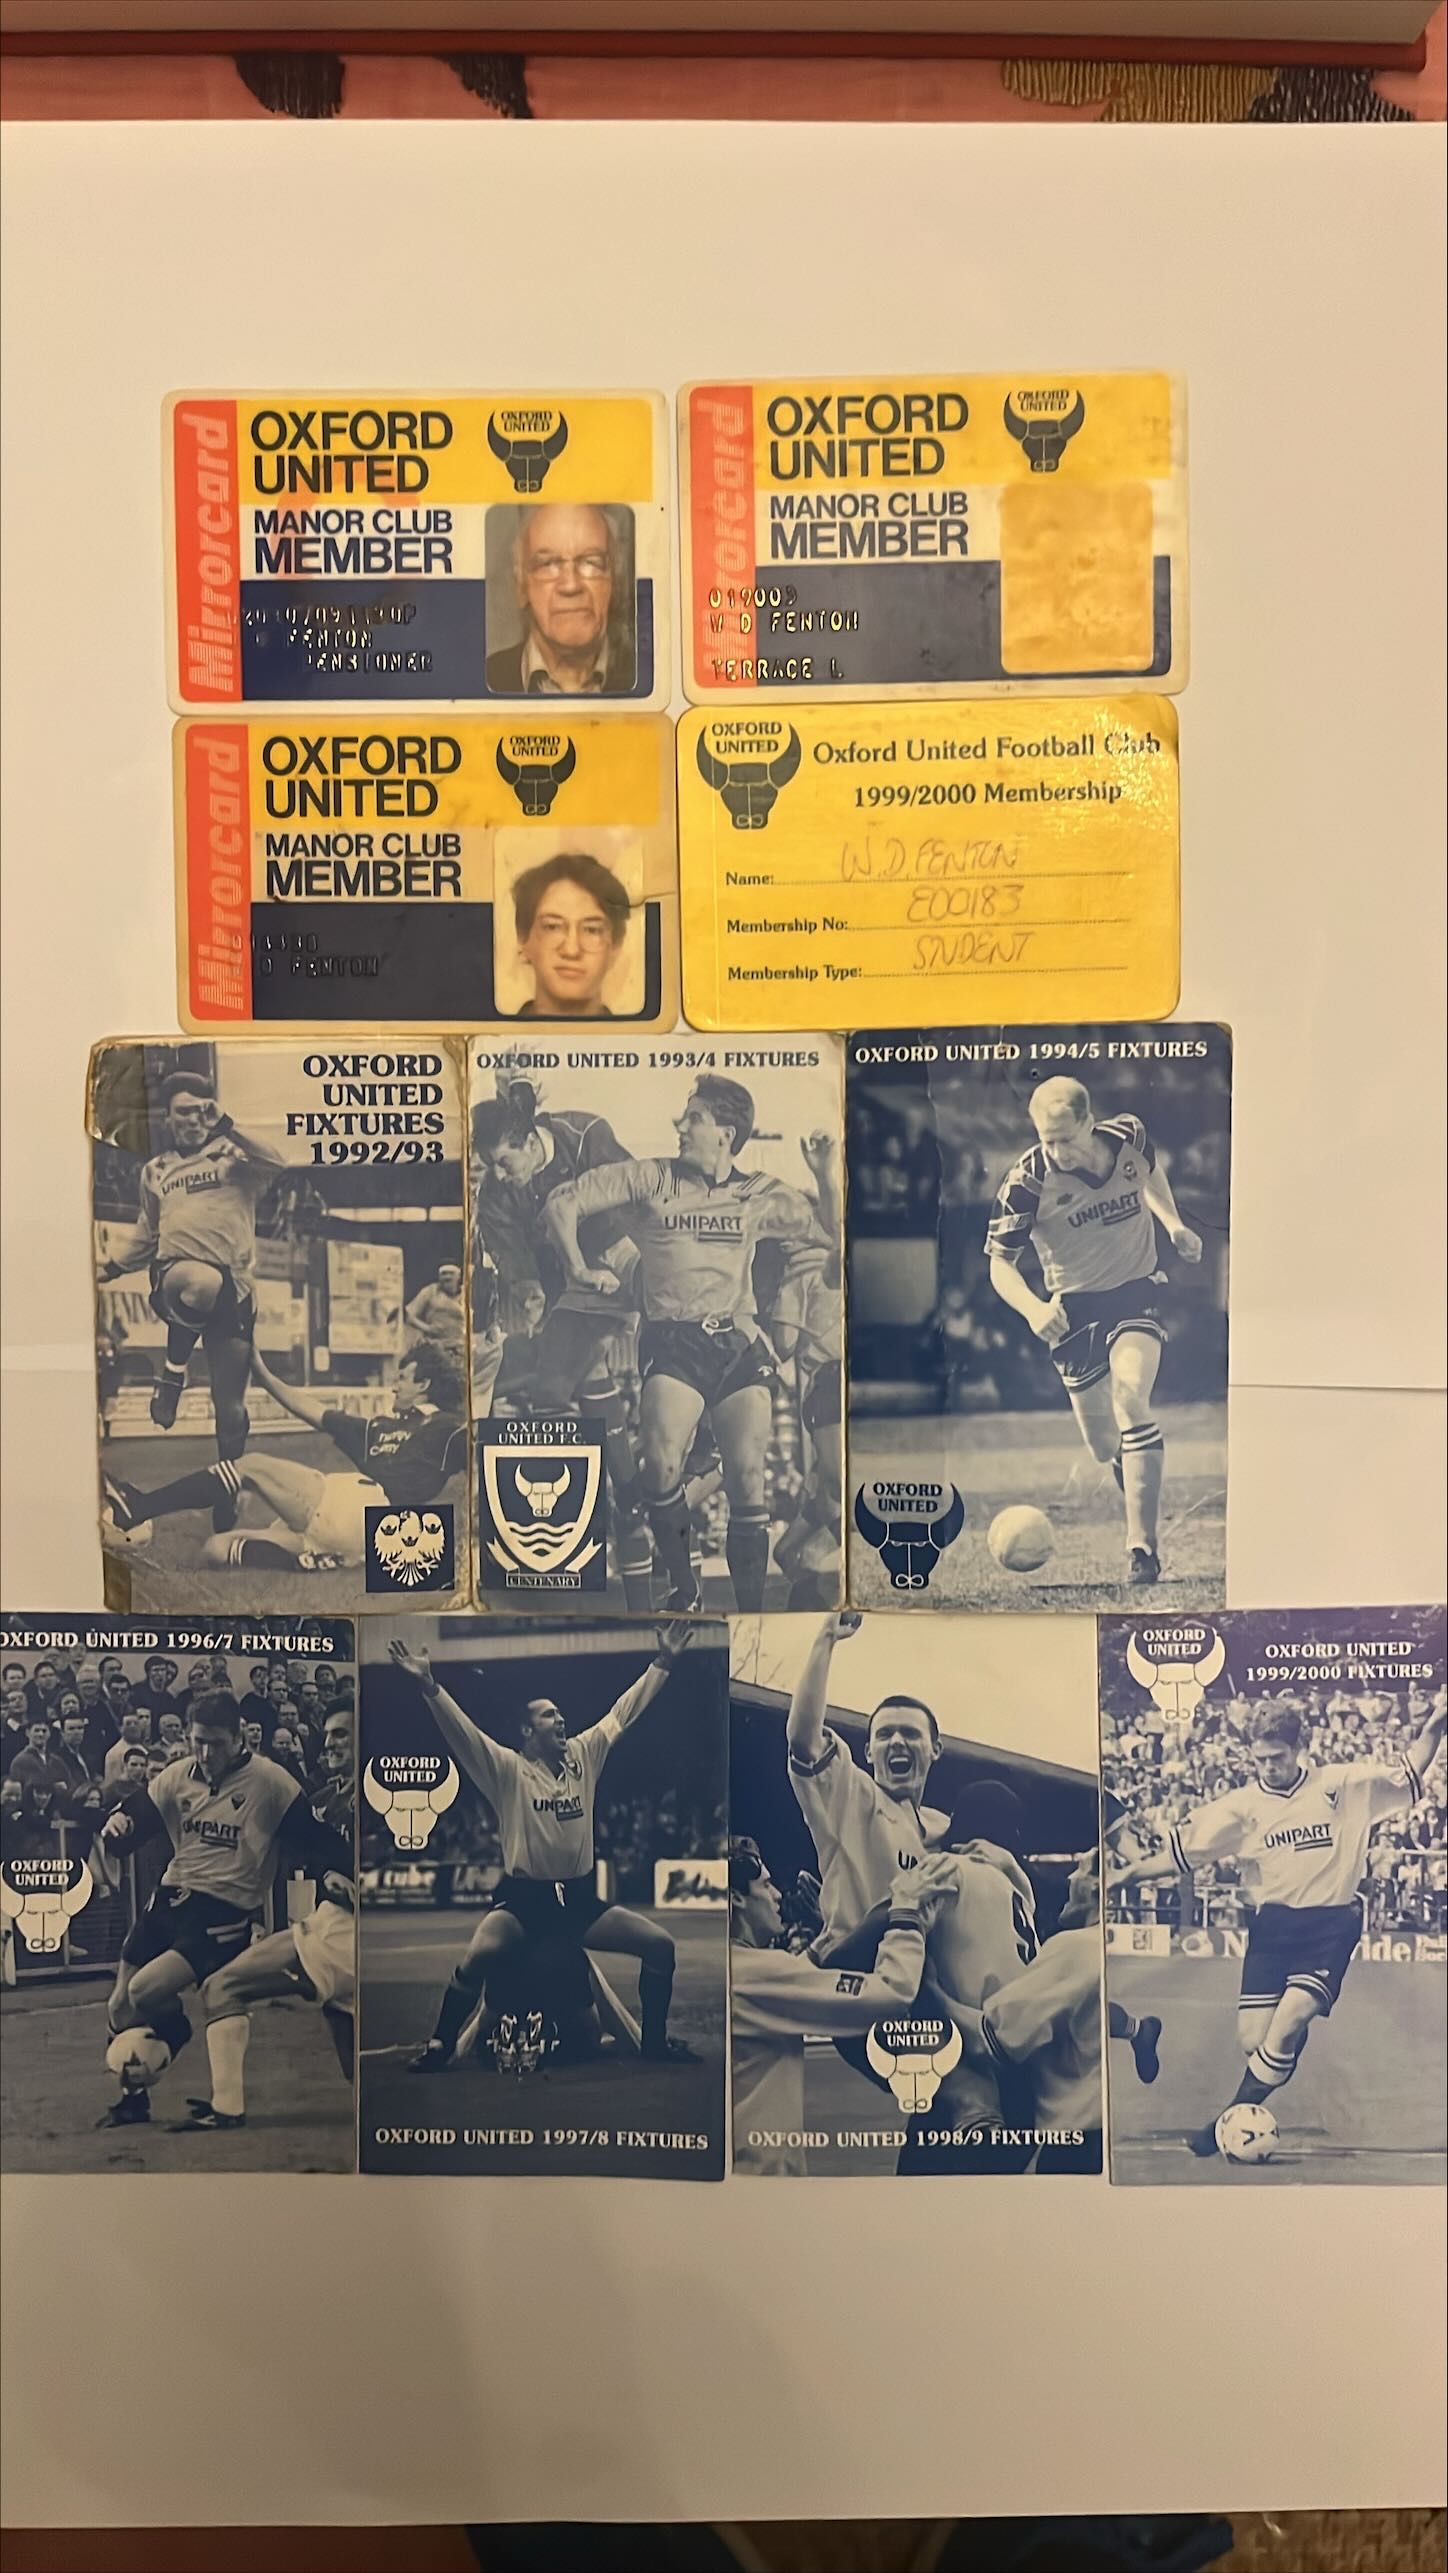 Mirrorcard
OXFORD
UNITED
OXFORD
UNITED
MANOR CLUB
MEMBER
FENTON
PENSIONER
Mirrorcard
OXFORD
UNITED
OXFORD
UNITED
MANOR CLUB
MEMBER
D FENTON
TERRACE L
Mirrorcard
OXFORD
UNITED
OXFORD
UNITED
MANOR CLUB
MEMBER
D FENTON
OXFORD
UNITED
Oxford United Football Club
1999/2000 Membership
Name: W.D. FENTON
Membership No: E00183
Membership Type: STUDENT
OXFORD
UNITED
FIXTURES
1992/93
UNIPART
OXFORD UNITED 1993/4 FIXTURES
UNIPART
OXFORD
UNITED F.C.
CENTENARY
OXFORD UNITED 1994/5 FIXTURES
UNIPART
OXFORD
UNITED
OXFORD UNITED 1996/7 FIXTURES
UNIPART
OXFORD
UNITED
OXFORD
UNITED
UNIPART
OXFORD UNITED 1997/8 FIXTURES
OXFORD
UNITED
OXFORD UNITED 1998/9 FIXTURES
OXFORD
UNITED
OXFORD UNITED
1999/2000 FIXTURES
UNIPART